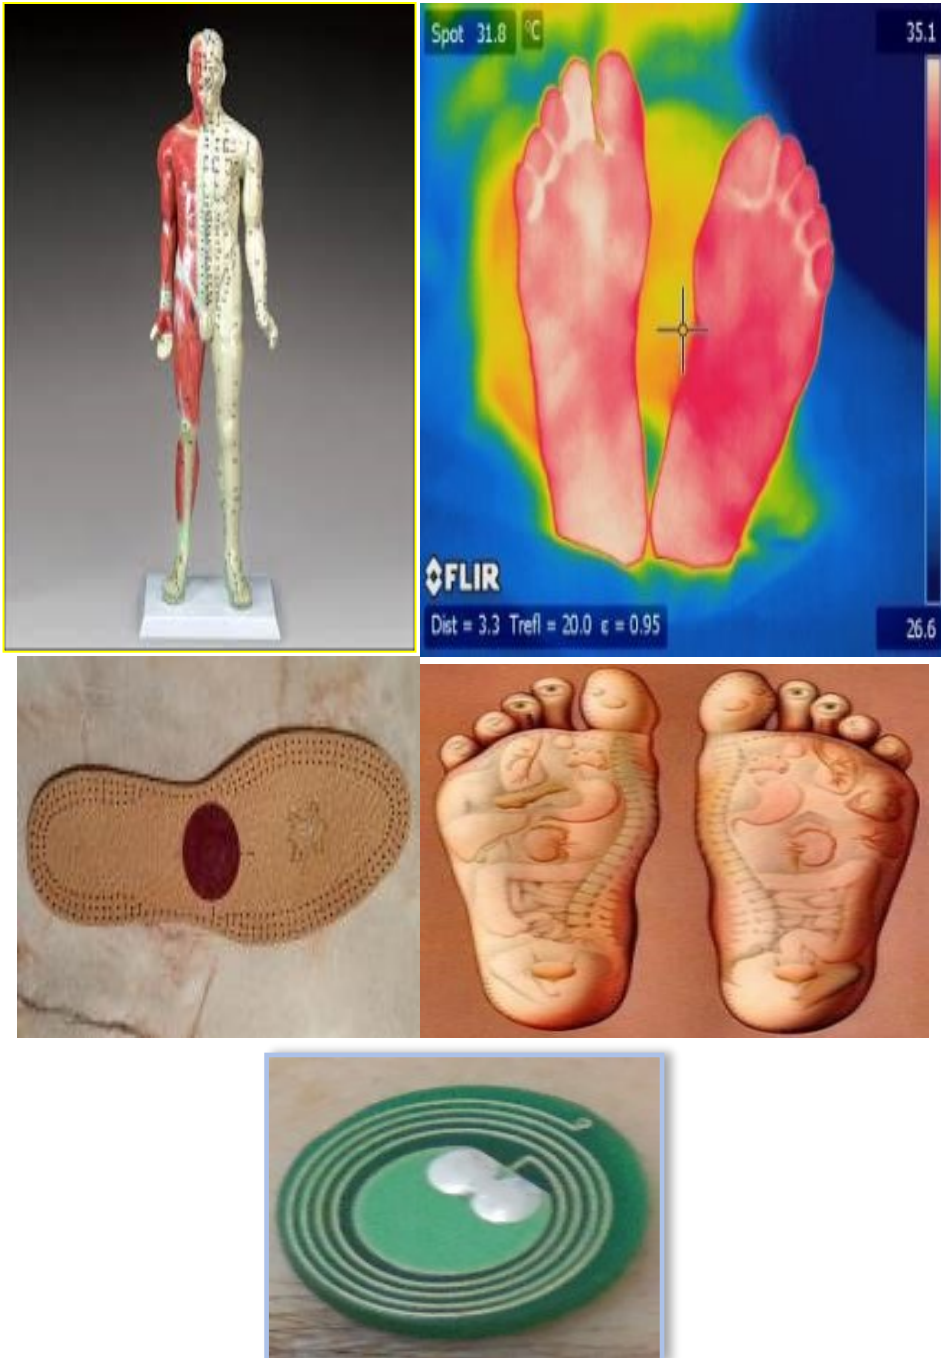 Spot 31.8 °C
35.1
FLIR
Dist = 3.3 Trefl = 20.0 ε = 0.95
26.6